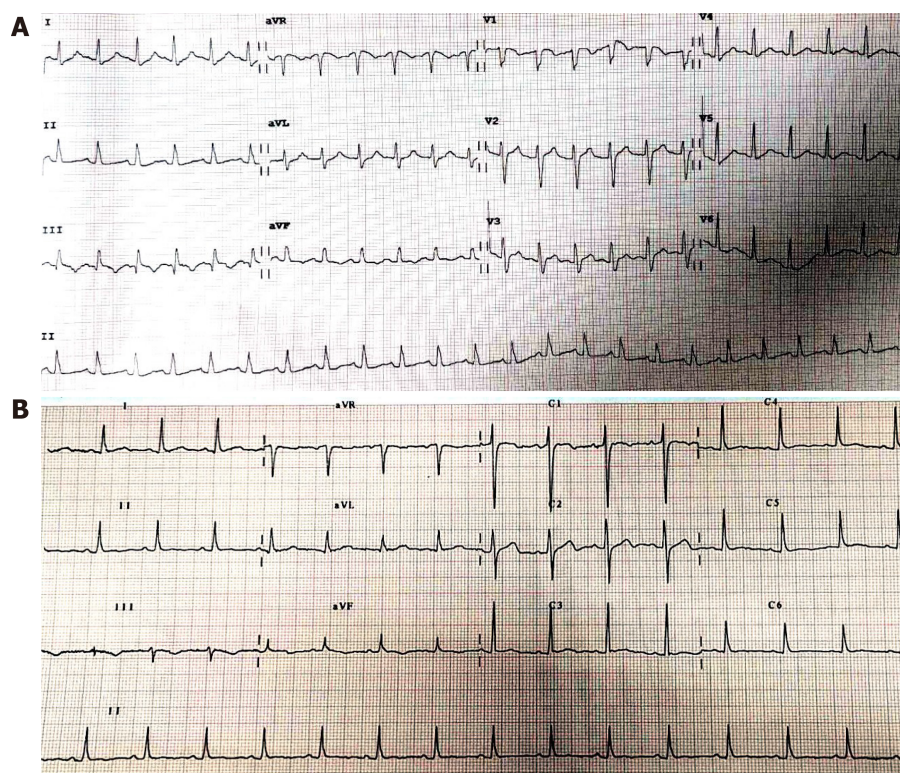 A
I aVR V1 V4
II aVL V2 V5
III aVF V3 V6
II
B
I aVR C1 C4
II aVL C2 C5
III aVF C3 C6
II